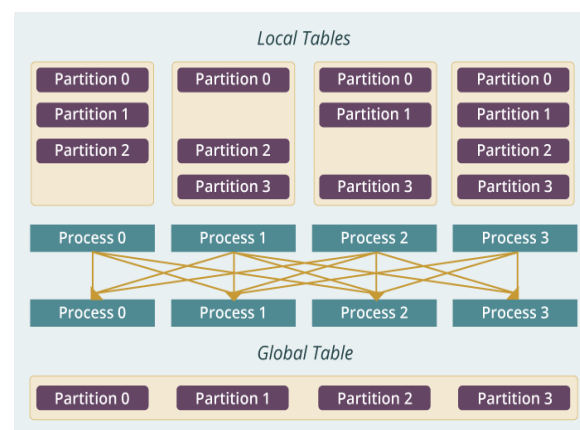 Local Tables
Partition 0 Partition 0 Partition 0 Partition 0
Partition 1 Partition 1 Partition 1
Partition 2 Partition 2 Partition 2
Partition 3 Partition 3 Partition 3
Process 0 Process 1 Process 2 Process 3
Process 0 Process 1 Process 2 Process 3
Global Table
Partition 0 Partition 1 Partition 2 Partition 3